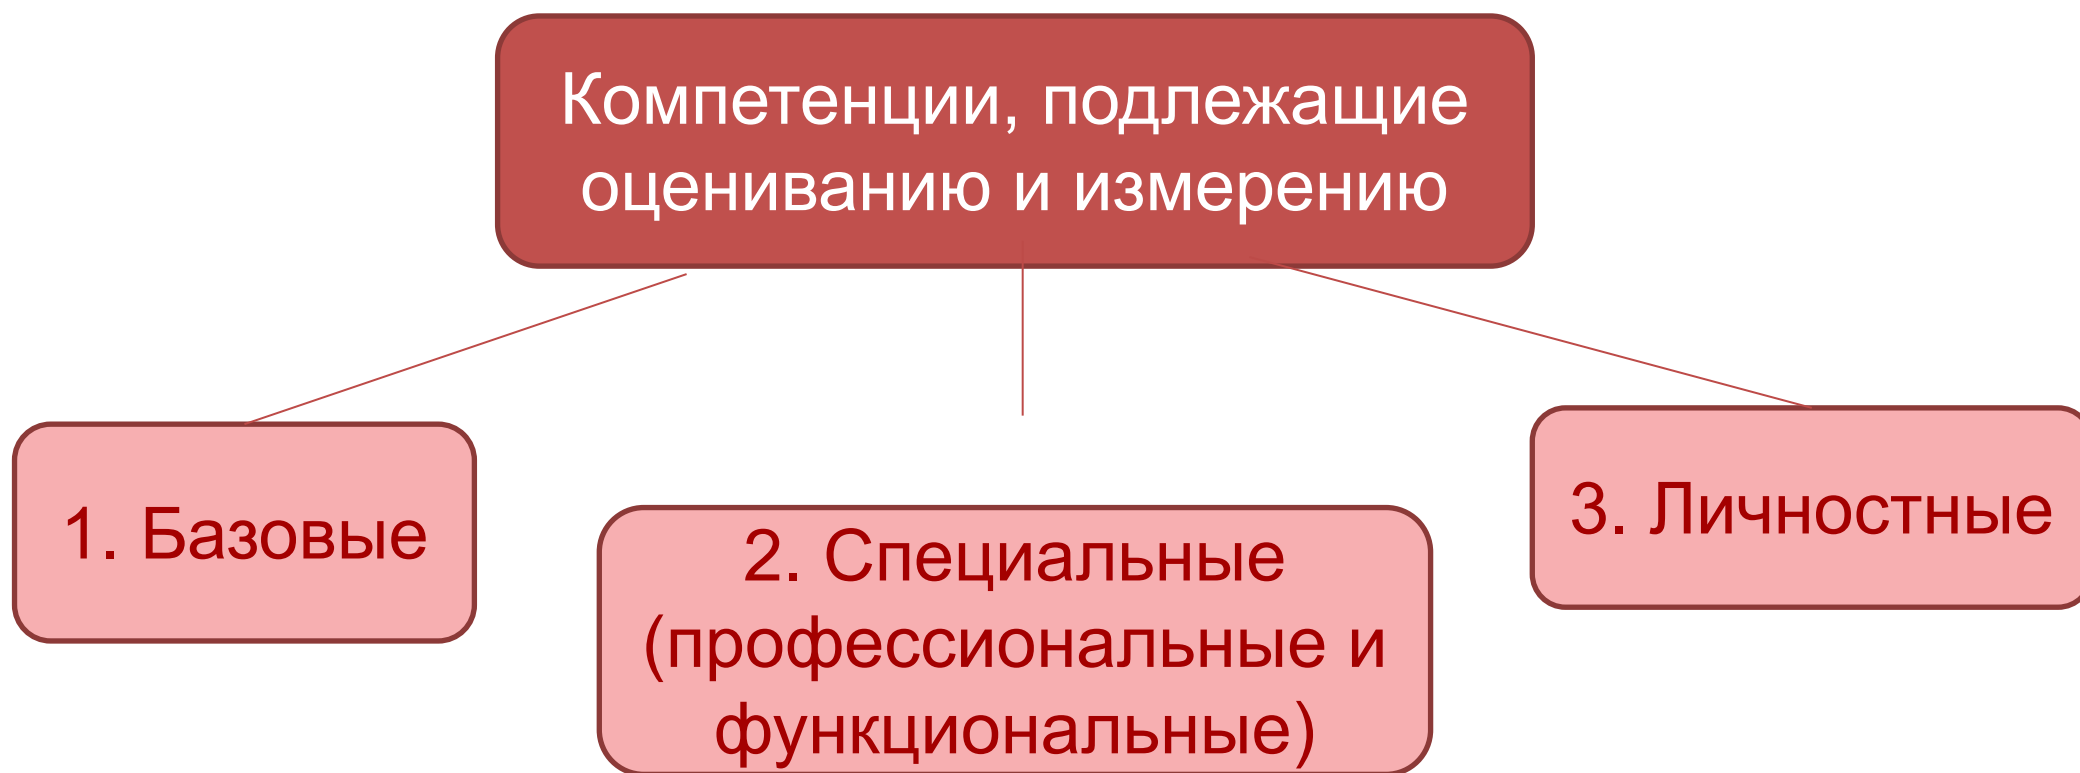 Компетенции, подлежащие
оцениванию и измерению
1. Базовые
2. Специальные
(профессиональные и
функциональные)
3. Личностные